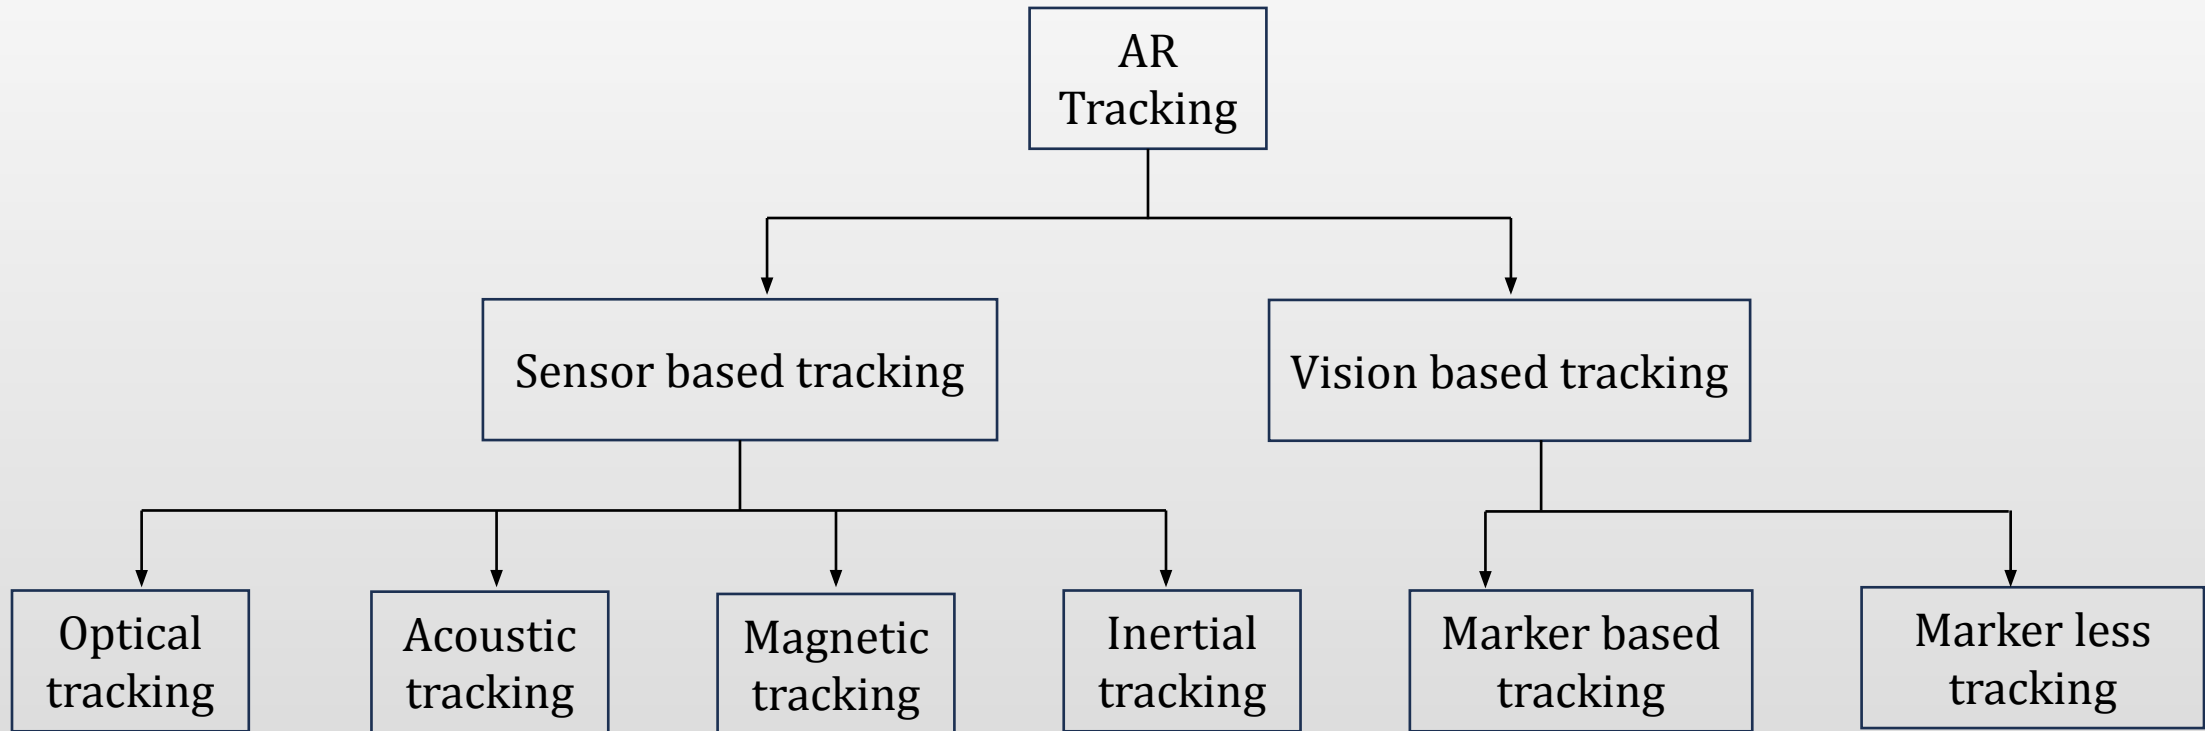 AR
Tracking
Sensor based tracking
Vision based tracking
Optical
tracking
Acoustic
tracking
Magnetic
tracking
Inertial
tracking
Marker based
tracking
Marker less
tracking